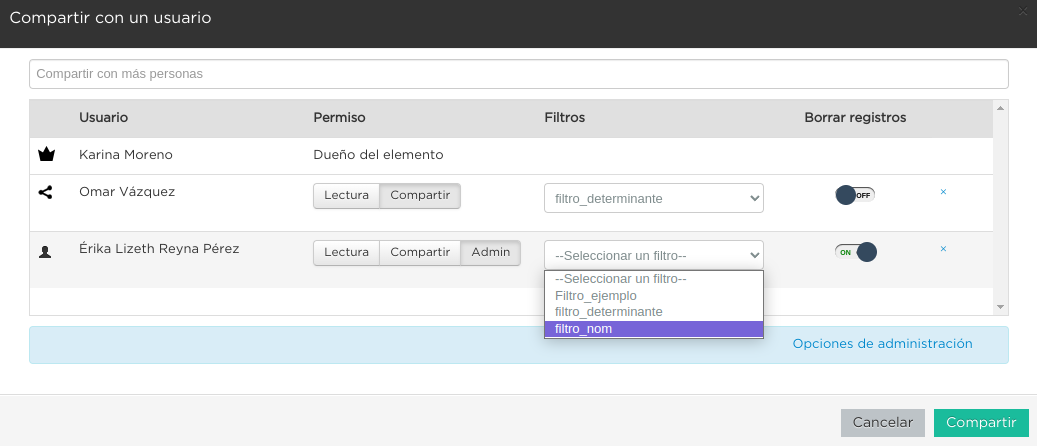 Compartir con un usuario
×
Compartir con más personas
Usuario Permiso Filtros Borrar registros
Karina Moreno Dueño del elemento
Omar Vázquez Lectura Compartir filtro_determinante OFF ×
Érika Lizeth Reyna Pérez Lectura Compartir Admin --Seleccionar un filtro-- ON ×
--Seleccionar un filtro--
Filtro_ejemplo
filtro_determinante
filtro_nom
Opciones de administración
Cancelar Compartir